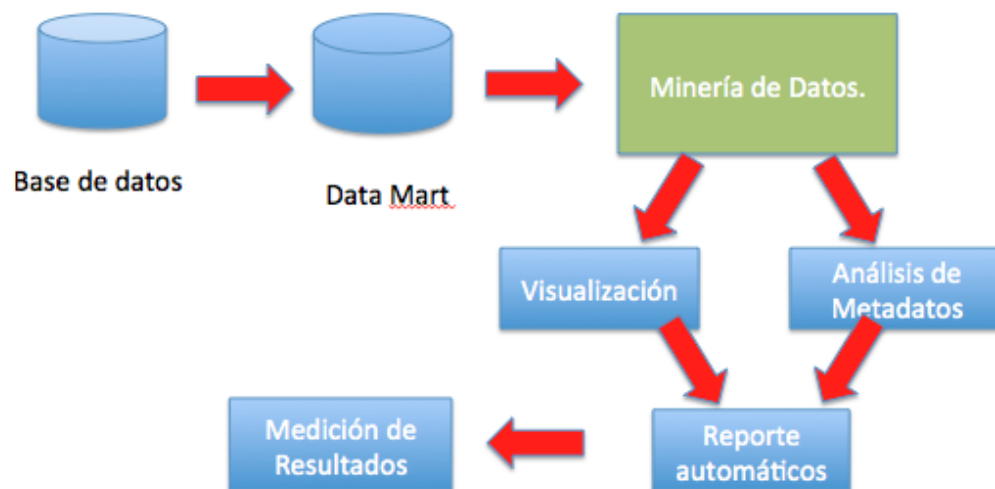 Minería de Datos.
Base de datos
Data Mart
Visualización
Análisis de
Metadatos
Medición de
Resultados
Reporte
automáticos